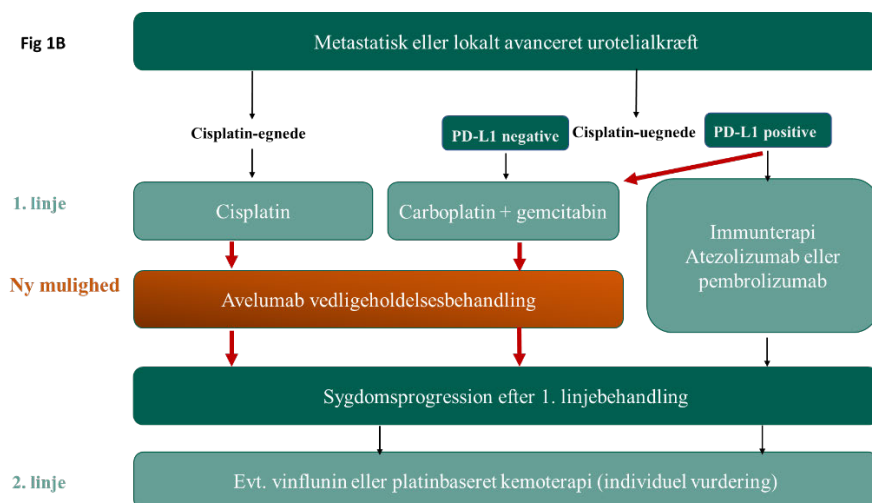 Fig 1B
Metastatisk eller lokalt avanceret urotelialkræft
Cisplatin-egnede
PD-L1 negative
Cisplatin-uegnede
PD-L1 positive
1. linje
Cisplatin
Carboplatin + gemcitabin
Immunterapi
Atezolizumab eller
pembrolizumab
Ny mulighed
Avelumab vedligeholdelsesbehandling
Sygdomsprogression efter 1. linjebehandling
2. linje
Evt. vinflunin eller platinbaseret kemoterapi (individuel vurdering)